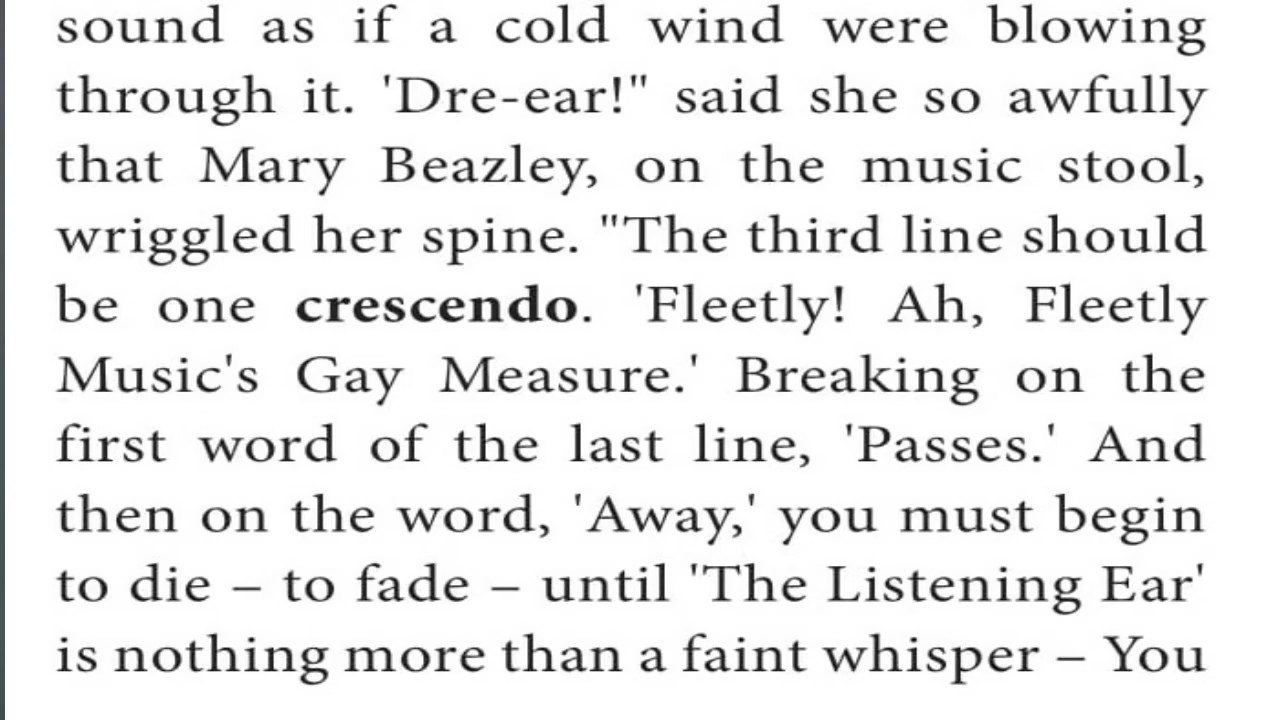 sound as if a cold wind were blowing
through it. 'Dre-ear!" said she so awfully
that Mary Beazley, on the music stool,
wriggled her spine. "The third line should
be one crescendo. 'Fleetly! Ah, Fleetly
Music's Gay Measure.' Breaking on the
first word of the last line, 'Passes.' And
then on the word, 'Away,' you must begin
to die – to fade – until 'The Listening Ear'
is nothing more than a faint whisper – You